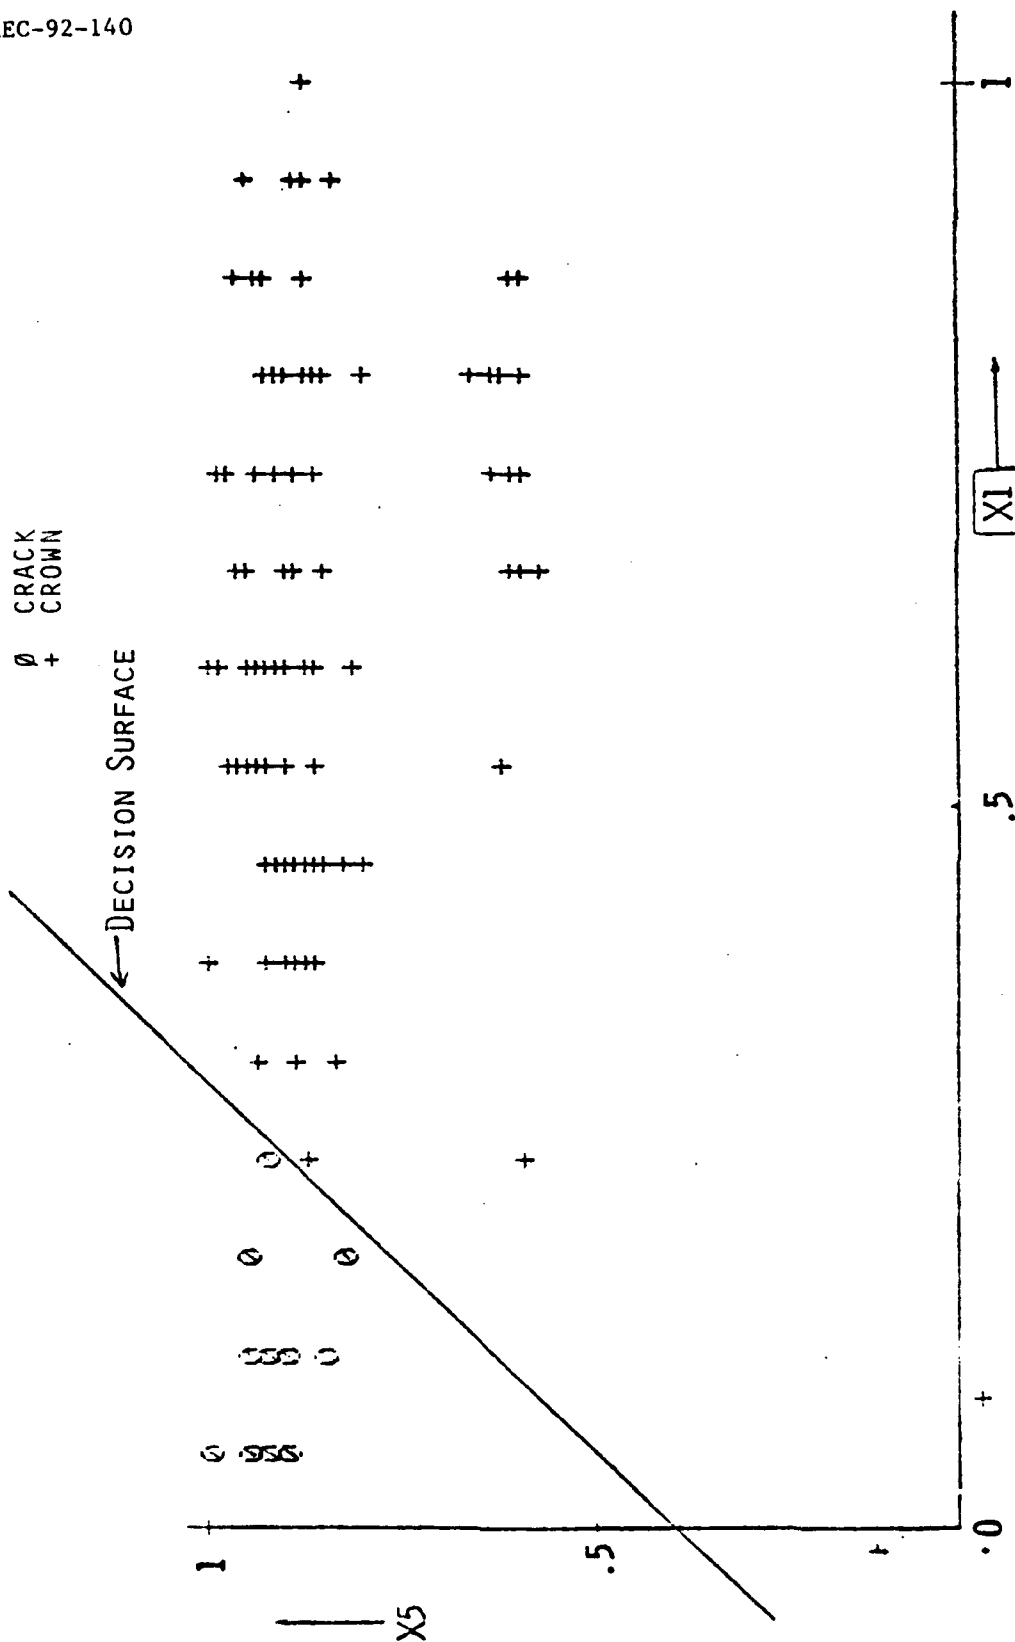 EC-92-140
Ø CRACK
+ CROWN
DECISION SURFACE
1
.5
X5
.0
.5
1
X1